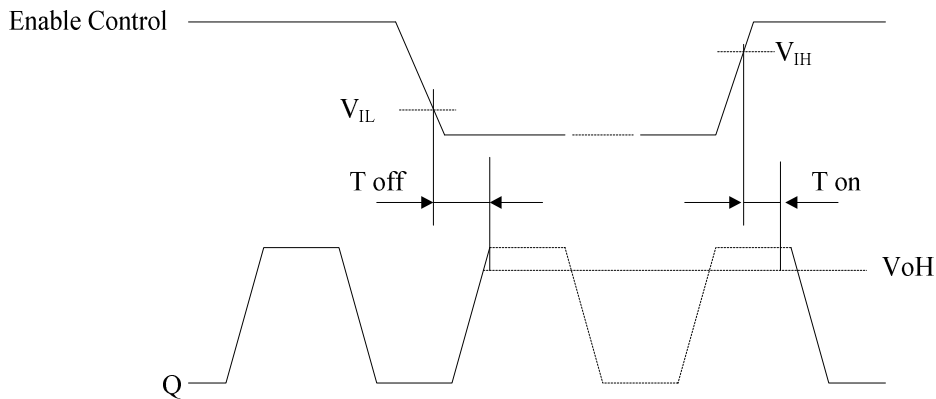 Enable Control
VIH
VIL
T off
T on
VoH
Q